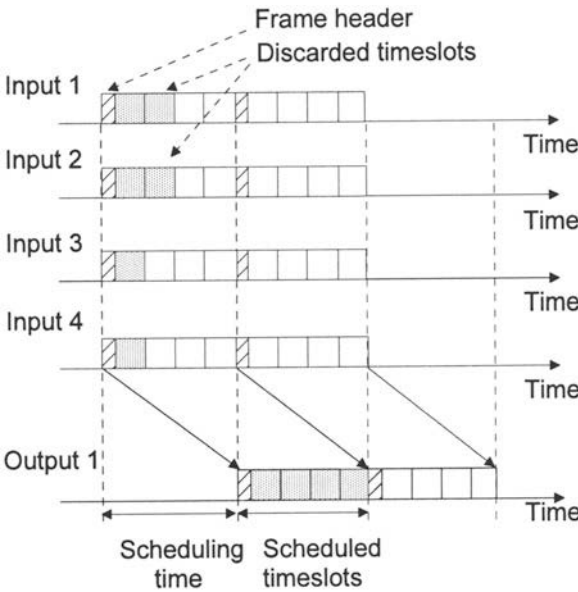 Frame header
Discarded timeslots
Input 1
Time
Input 2
Time
Input 3
Time
Input 4
Time
Output 1
Time
Scheduling time
Scheduled timeslots